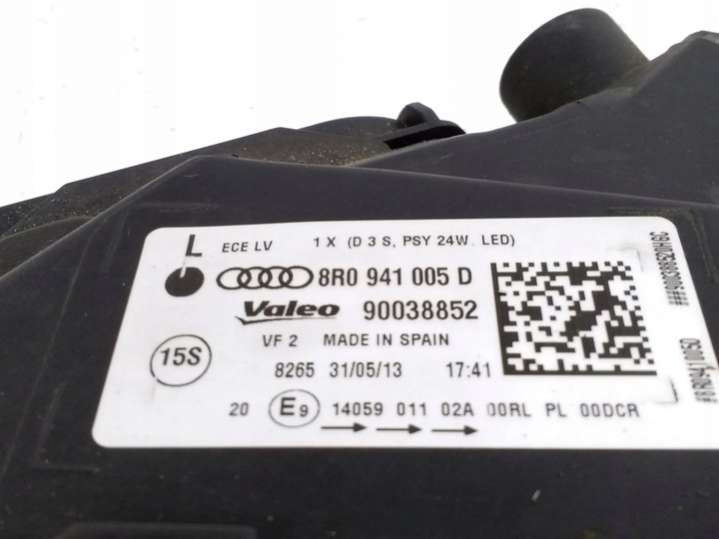 L ECE LV 1 X (D 3 S, PSY 24W. LED)
8R0 941 005 D
Valeo 90038852
VF 2 MADE IN SPAIN
15S
8265 31/05/13 17:41
20 E9 14059 011 02A 00RL PL 00DCR